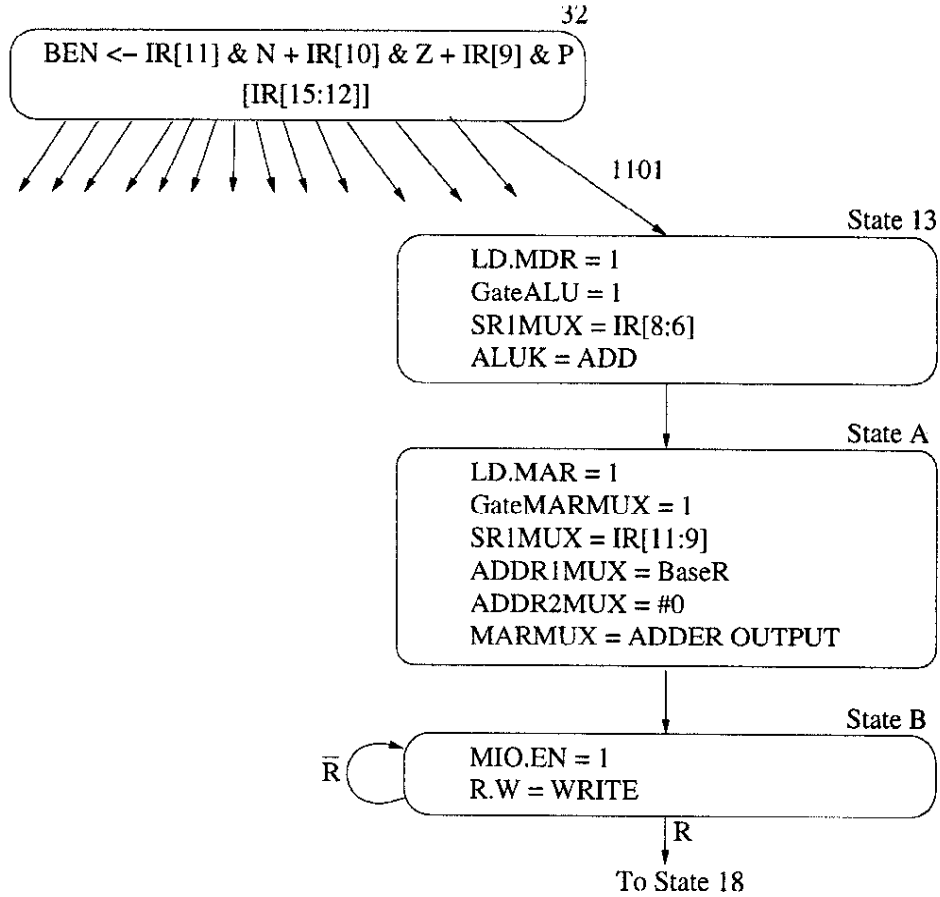 32
BEN <– IR[11] & N + IR[10] & Z + IR[9] & P
[IR[15:12]]
1101
State 13
LD.MDR = 1
GateALU = 1
SR1MUX = IR[8:6]
ALUK = ADD
State A
LD.MAR = 1
GateMARMUX = 1
SR1MUX = IR[11:9]
ADDR1MUX = BaseR
ADDR2MUX = #0
MARMUX = ADDER OUTPUT
State B
R̅
MIO.EN = 1
R.W = WRITE
R
To State 18